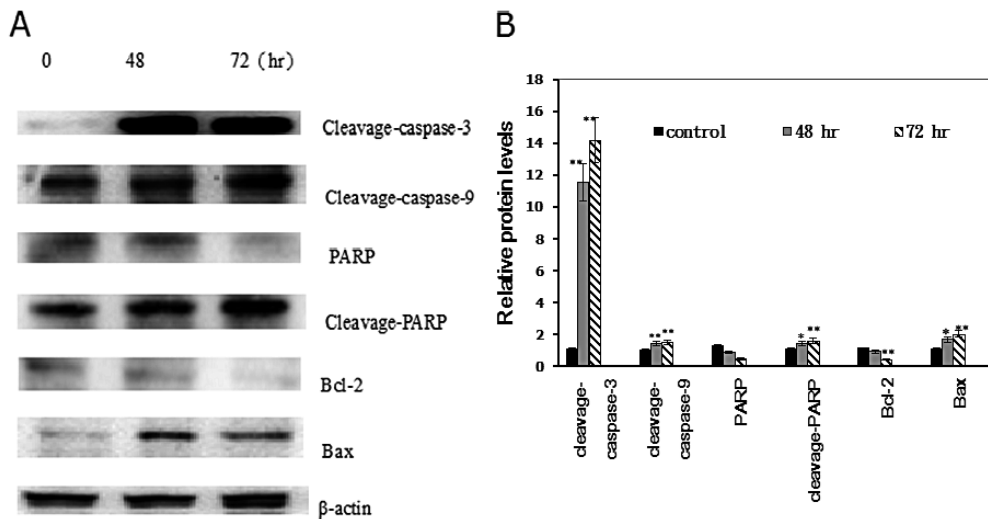 A
0 48 72 (hr)
Cleavage-caspase-3
Cleavage-caspase-9
PARP
Cleavage-PARP
Bcl-2
Bax
β-actin
B
Relative protein levels
18
16
14
12
10
8
6
4
2
0
control 48 hr 72 hr
**
**
** **
* **
**
* **
cleavage-
caspase-3
cleavage-
caspase-9
PARP
cleavage-PARP
Bcl-2
Bax